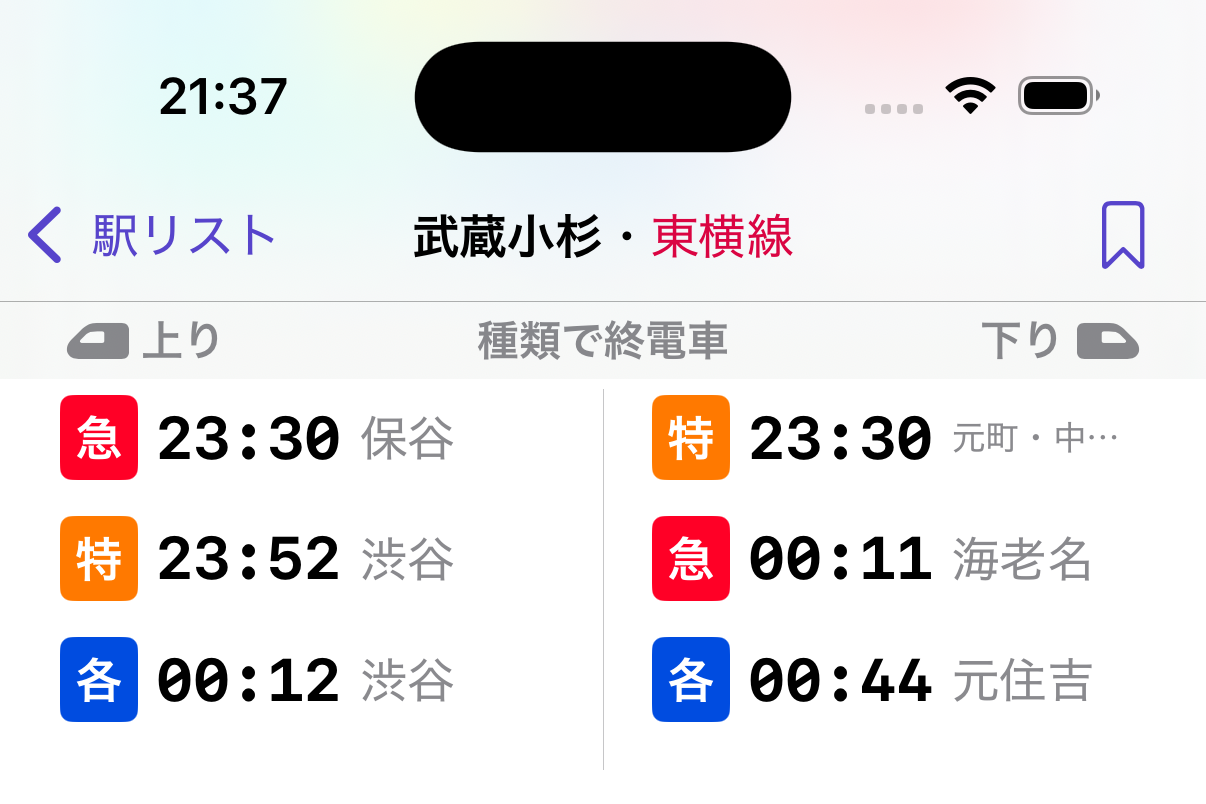 21:37
駅リスト 武蔵小杉・東横線
上り 種類で終電車 下り
急 23:30 保谷 特 23:30 元町・中…
特 23:52 渋谷 急 00:11 海老名
各 00:12 渋谷 各 00:44 元住吉